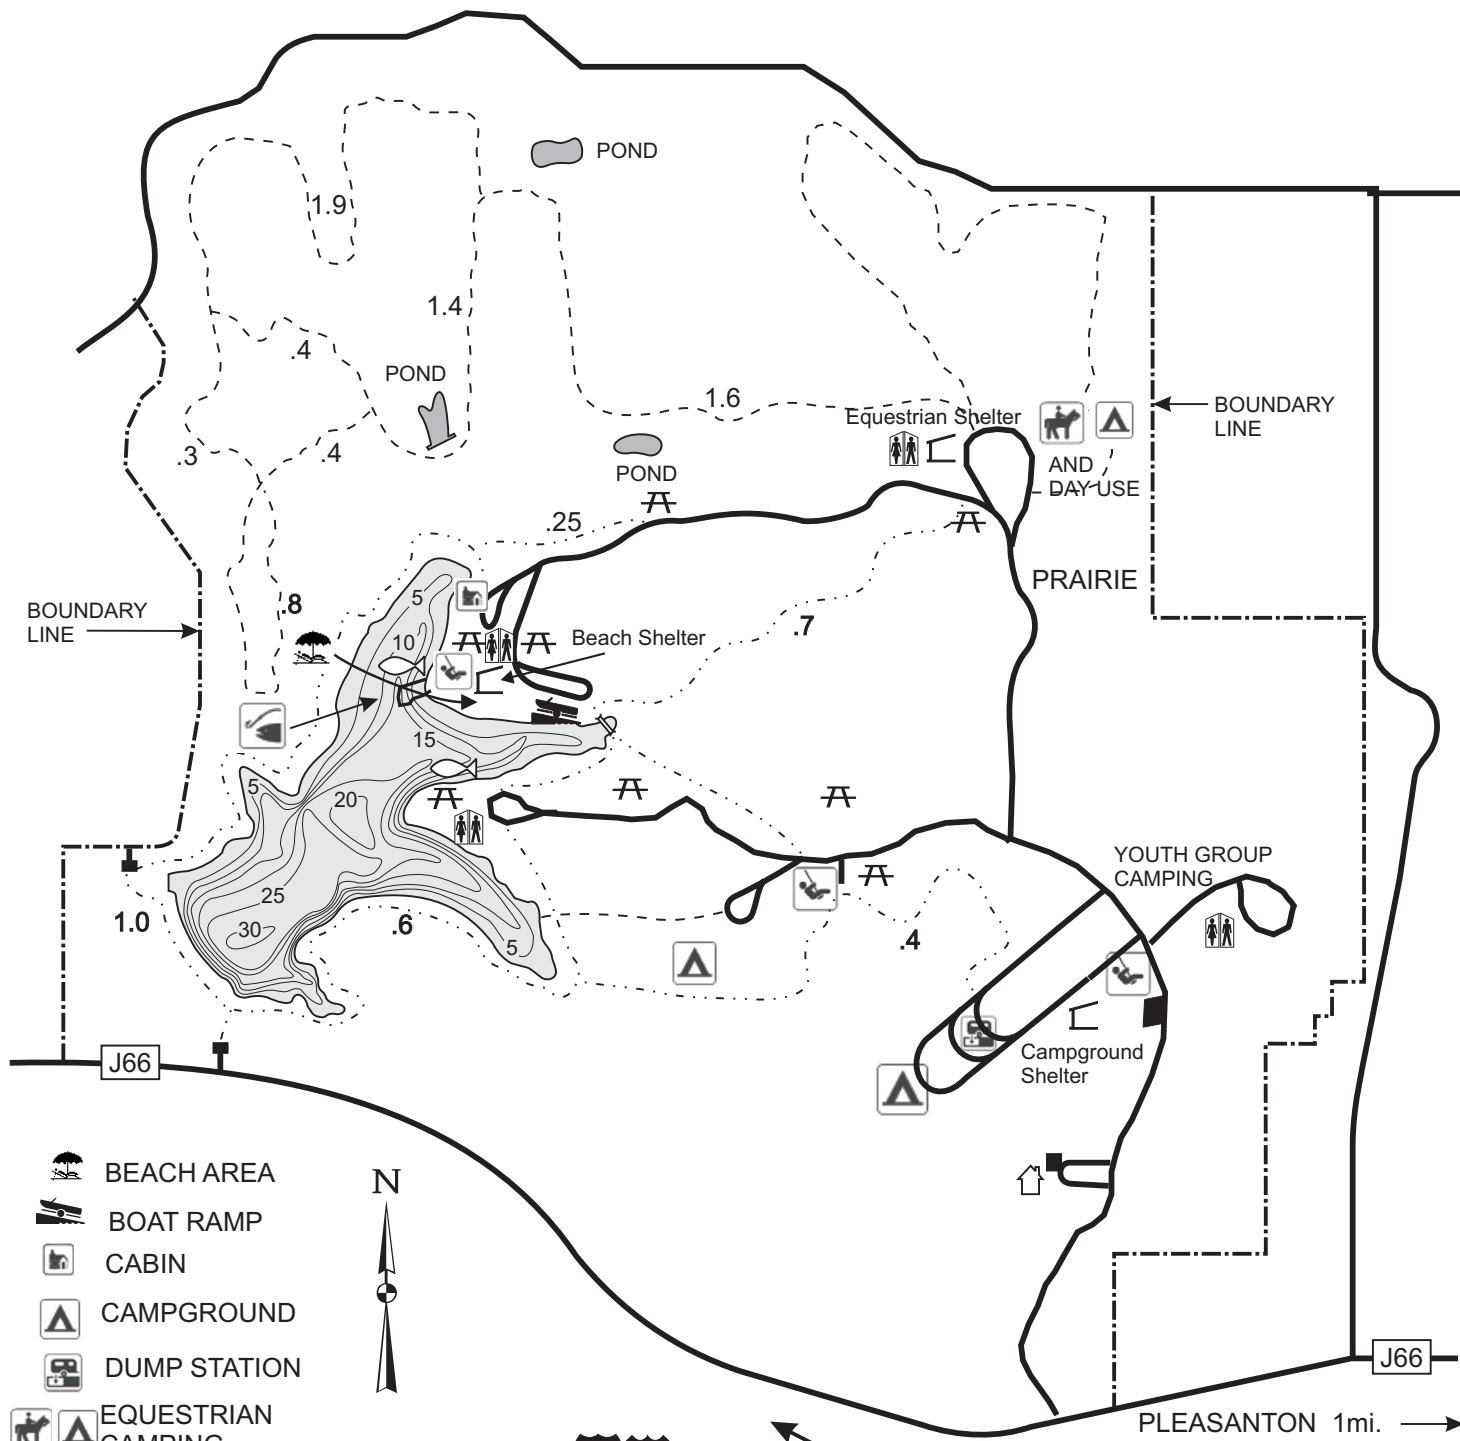 POND
1.9
1.4
.4
POND
1.6
Equestrian Shelter
BOUNDARY
LINE
.3
.4
POND
AND
DAY USE
.25
PRAIRIE
5
.8
BOUNDARY
LINE
10
Beach Shelter
.7
15
5
20
YOUTH GROUP
CAMPING
25
1.0
.6
30
5
.4
J66
Campground
Shelter
BEACH AREA
N
BOAT RAMP
CABIN
CAMPGROUND
DUMP STATION
J66
EQUESTRIAN
CAMPING
PLEASANTON 1mi.